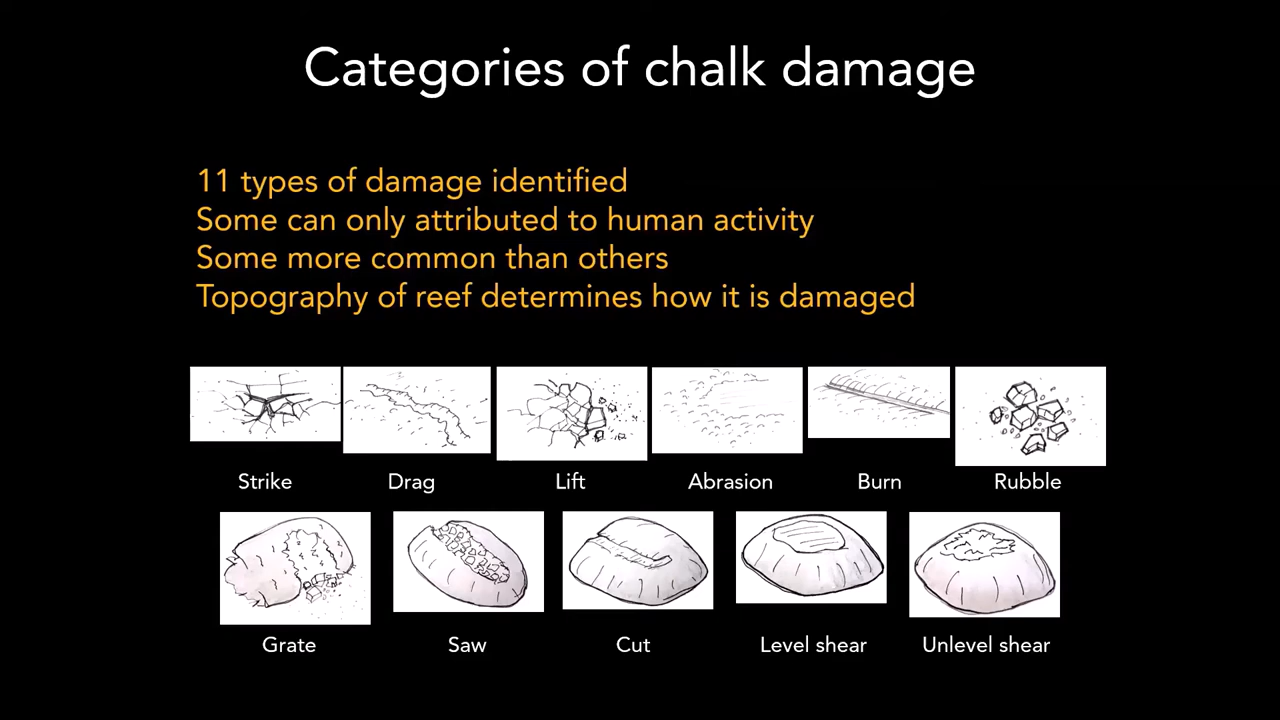 Categories of chalk damage
11 types of damage identified
Some can only attributed to human activity
Some more common than others
Topography of reef determines how it is damaged
Strike
Drag
Lift
Abrasion
Burn
Rubble
Grate
Saw
Cut
Level shear
Unlevel shear